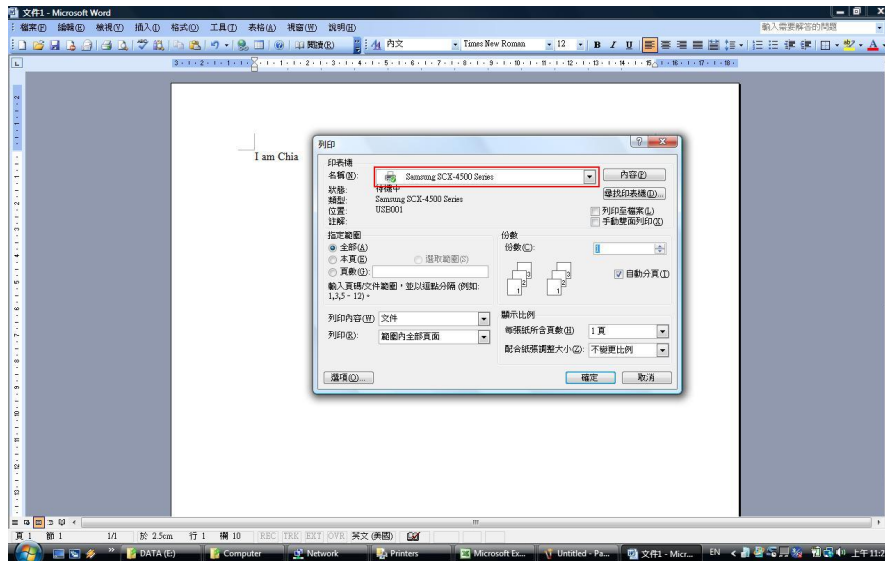 文件1 - Microsoft Word
檔案(F) 編輯(E) 檢視(V) 插入(I) 格式(O) 工具(T) 表格(A) 視窗(W) 說明(H) 輸入需要解答的問題
閱讀(R) 內文 Times New Roman 12 B I U
I am Chia
列印
印表機
名稱(N): Samsung SCX-4500 Series 內容(P)
狀態: 待機中 尋找印表機(D)...
類型: Samsung SCX-4500 Series
位置: USB001 列印至檔案(L)
註解: 手動雙面列印(X)
指定範圍 份數
全部(A) 份數(C): 1
本頁(E) 選取範圍(S)
頁數(G): 自動分頁(T)
輸入頁碼/文件範圍，並以逗點分隔 (例如:
1,3,5 - 12)。
顯示比例
列印內容(W) 文件 每張紙所含頁數(H) 1 頁
列印(R): 範圍內全部頁面 配合紙張調整大小(Z): 不變更比例
選項(O)... 確定 取消
頁 1 節 1 1/1 於 2.5cm 行 1 欄 10 REC TRK EXT OVR 英文 (美國)
DATA (E:) Computer Network Printers Microsoft Ex... Untitled - Pa... 文件1 - Micr... EN 上午 11:2